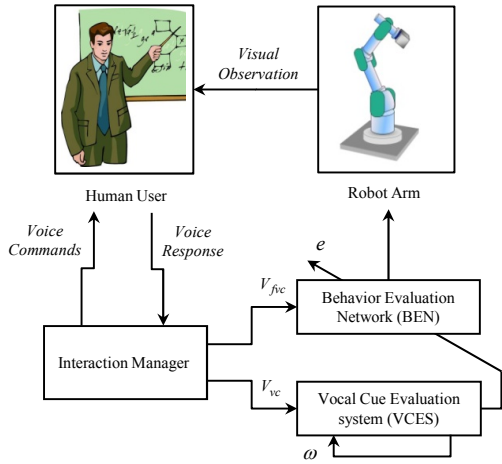 Visual
Observation
Human User
Robot Arm
Voice
Commands
Voice
Response
e
V_fvc
Behavior Evaluation
Network (BEN)
Interaction Manager
V_vc
Vocal Cue Evaluation
system (VCES)
ω